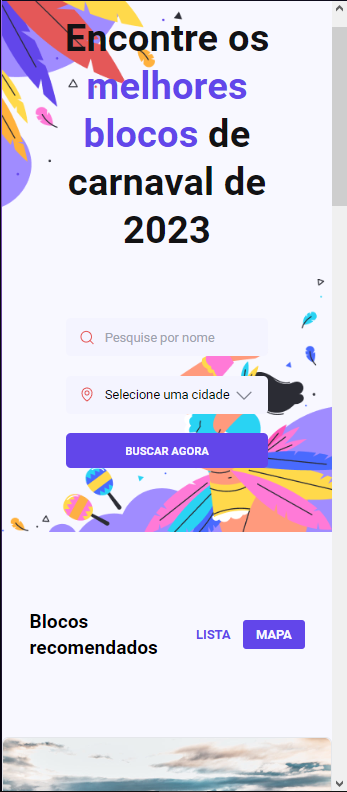 Encontre os
melhores
blocos de
carnaval de
2023
Pesquise por nome
Selecione uma cidade
BUSCAR AGORA
Blocos
recomendados
LISTA
MAPA